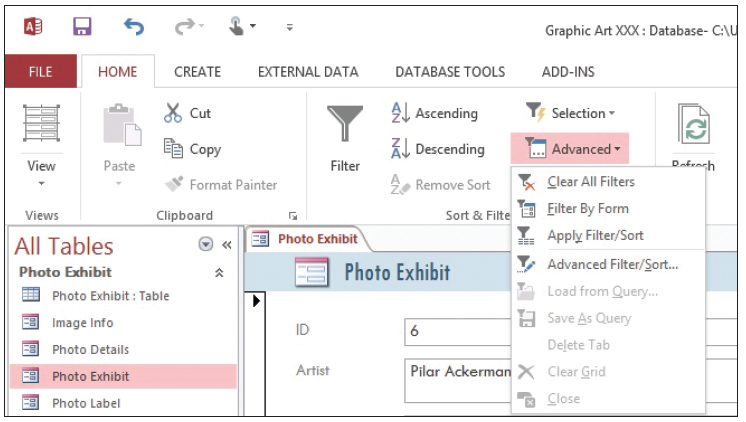 Graphic Art XXX : Database- C:\U
FILE HOME CREATE EXTERNAL DATA DATABASE TOOLS ADD-INS
View
Views
Paste
Cut
Copy
Format Painter
Clipboard
Filter
Ascending
Descending
Remove Sort
Selection
Advanced
Sort & Filte
Refresh
Clear All Filters
Filter By Form
Apply Filter/Sort
Advanced Filter/Sort...
Load from Query...
Save As Query
Delete Tab
Clear Grid
Close
All Tables
Photo Exhibit
Photo Exhibit : Table
Image Info
Photo Details
Photo Exhibit
Photo Label
Photo Exhibit
Photo Exhibit
ID 6
Artist Pilar Ackerman